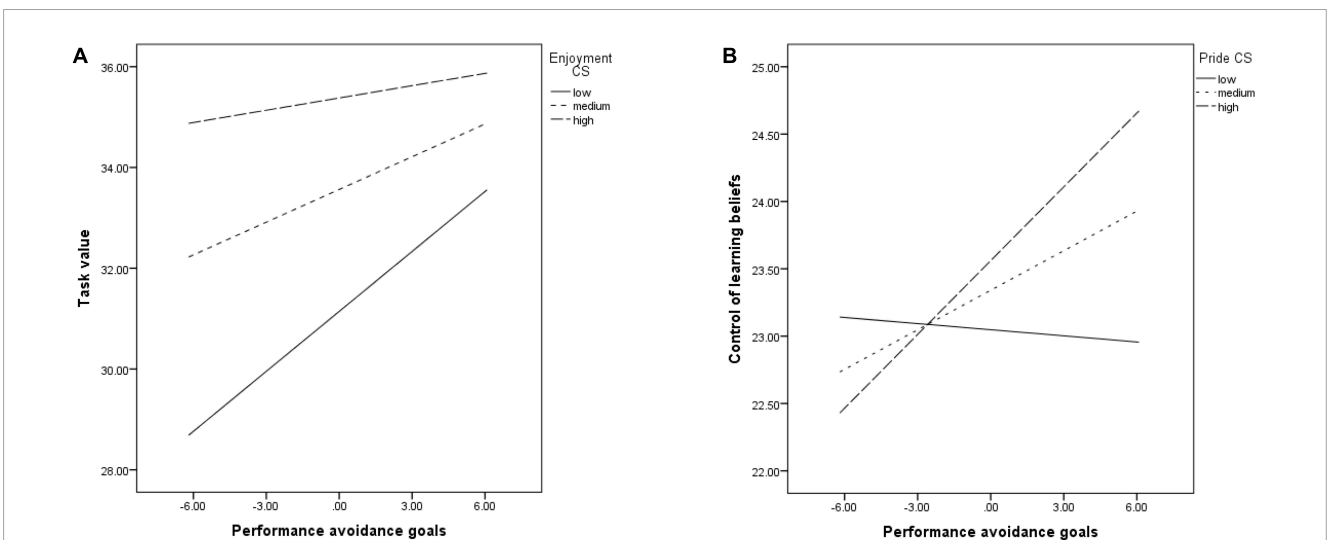 A
Enjoyment
CS
low
medium
high
36.00
34.00
32.00
30.00
28.00
Task value
-6.00
-3.00
.00
3.00
6.00
Performance avoidance goals
B
Pride CS
low
medium
high
25.00
24.50
24.00
23.50
23.00
22.50
22.00
Control of learning beliefs
-6.00
-3.00
.00
3.00
6.00
Performance avoidance goals